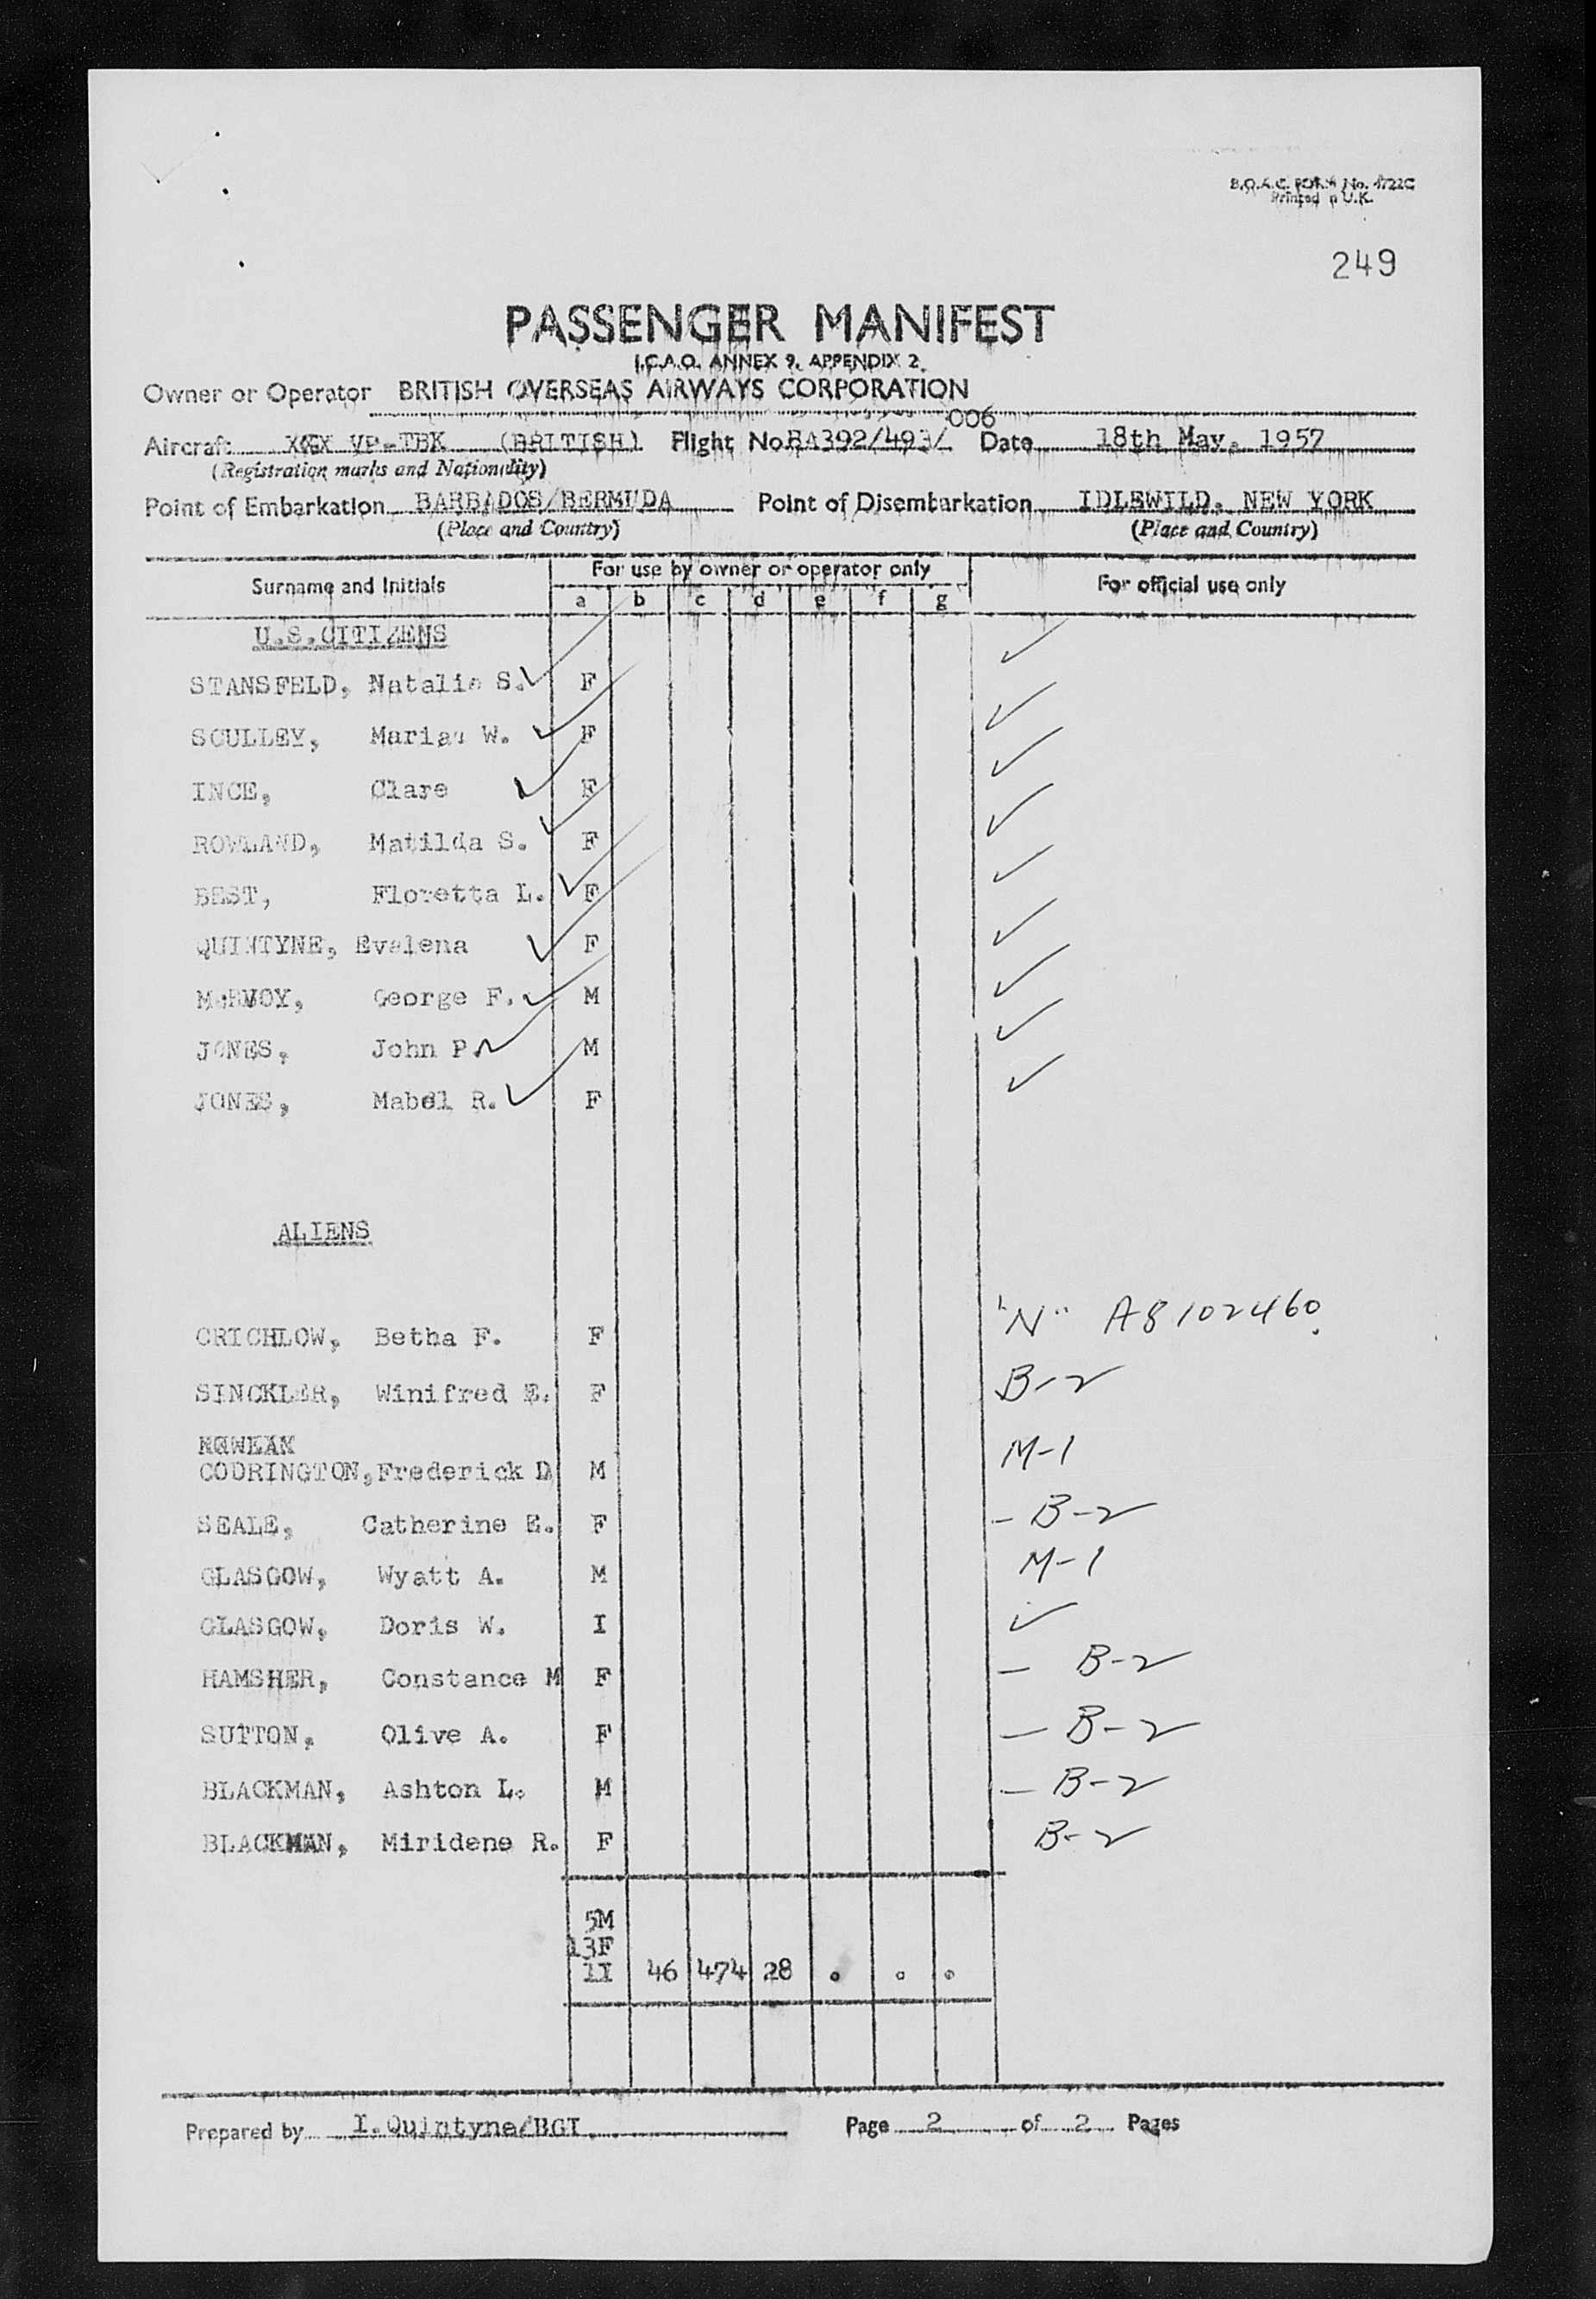 B.O.A.C. FORM No. 1722C
Printed in U.K.
249
PASSENGER MANIFEST
I.C.A.O. ANNEX 9, APPENDIX 2.
Owner or Operator BRITISH OVERSEAS AIRWAYS CORPORATION
Aircraft VP-TBK (BRITISH) Flight No. BA392/493/006 Date 18th May, 1957
(Registration marks and Nationality)
Point of Embarkation BARBADOS/BERMUDA Point of Disembarkation IDLEWILD, NEW YORK
(Place and Country) (Place and Country)
Surname and Initials For use by owner or operator only For official use only
a b c d e f g
U.S.CITIZENS
STANSFELD, Natalie S. ✓ F ✓
SCULLEY, Marian W. ✓ F ✓
INCE, Clare ✓ F ✓
ROWLAND, Matilda S. ✓ F ✓
BEST, Floretta L. ✓ F ✓
QUINTYNE, Evalena ✓ F ✓
McEVOY, George F. ✓ M ✓
JONES, John P. ✓ M ✓
JONES, Mabel R. ✓ F ✓
ALIENS
CRICHLOW, Betha F. F "N" A8102460
SINCKLER, Winifred E. F B-2
CODRINGTON, Frederick D M M-1
SEALE, Catherine E. F - B-2
GLASGOW, Wyatt A. M M-1
GLASGOW, Doris W. I ✓
HAMSHER, Constance M F - B-2
SUTTON, Olive A. F - B-2
BLACKMAN, Ashton L. M - B-2
BLACKMAN, Miridene R. F B-2
5M
13F
1I 46 474 28
Prepared by I.Quintyne/BGI Page 2 of 2 Pages